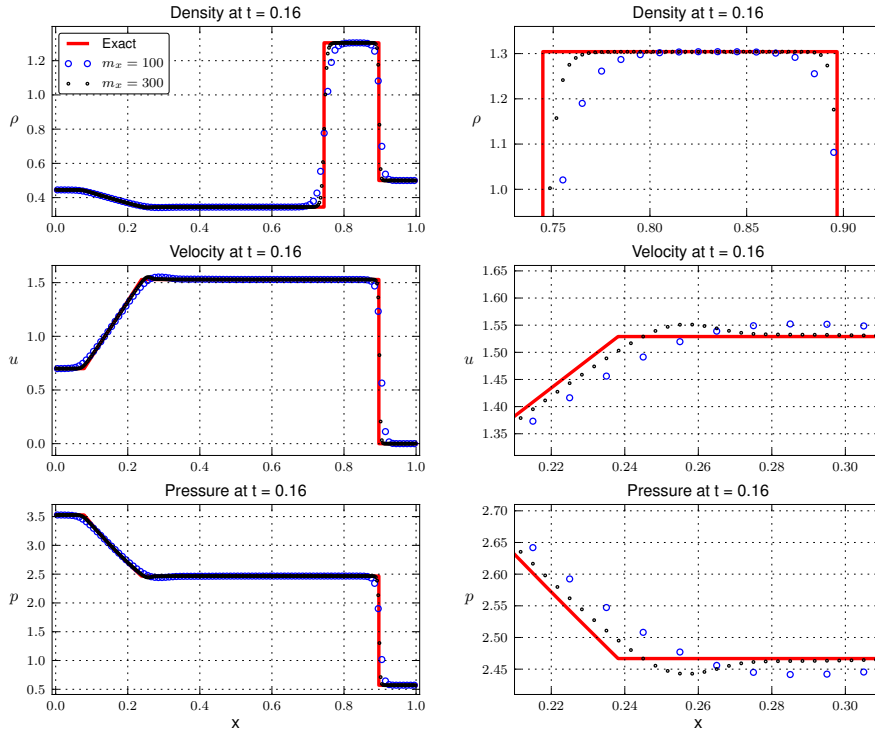 Density at t = 0.16
Exact
mx = 100
mx = 300
ρ
1.2
1.0
0.8
0.6
0.4
0.0 0.2 0.4 0.6 0.8 1.0
Density at t = 0.16
ρ
1.3
1.2
1.1
1.0
0.75 0.80 0.85 0.90
Velocity at t = 0.16
u
1.5
1.0
0.5
0.0
0.0 0.2 0.4 0.6 0.8 1.0
Velocity at t = 0.16
u
1.65
1.60
1.55
1.50
1.45
1.40
1.35
0.22 0.24 0.26 0.28 0.30
Pressure at t = 0.16
p
3.5
3.0
2.5
2.0
1.5
1.0
0.5
0.0 0.2 0.4 0.6 0.8 1.0
x
Pressure at t = 0.16
p
2.70
2.65
2.60
2.55
2.50
2.45
0.22 0.24 0.26 0.28 0.30
x